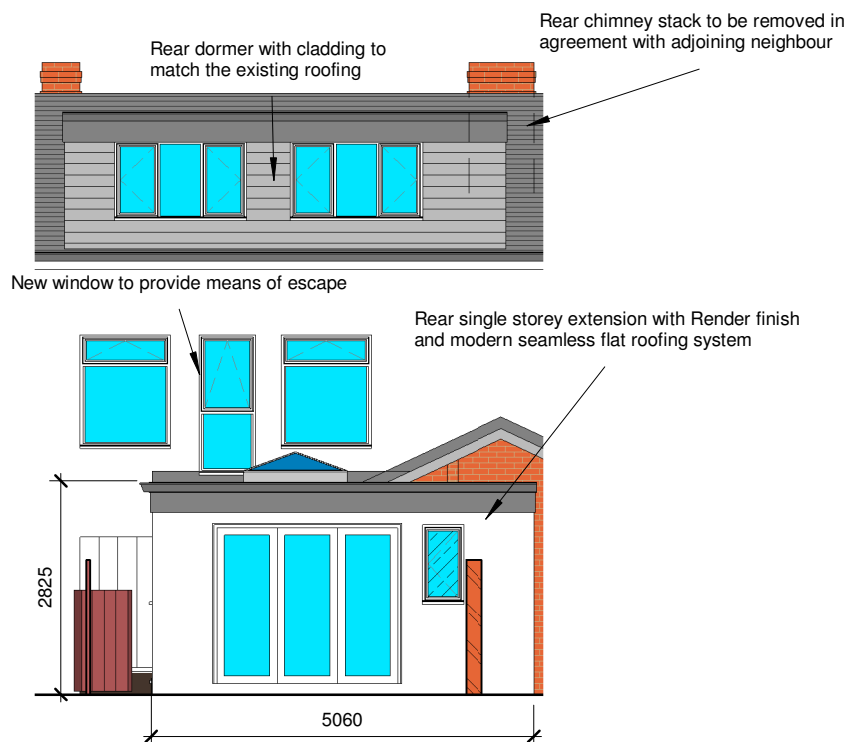 Rear chimney stack to be removed in
agreement with adjoining neighbour
Rear dormer with cladding to
match the existing roofing
New window to provide means of escape
Rear single storey extension with Render finish
and modern seamless flat roofing system
2825
5060